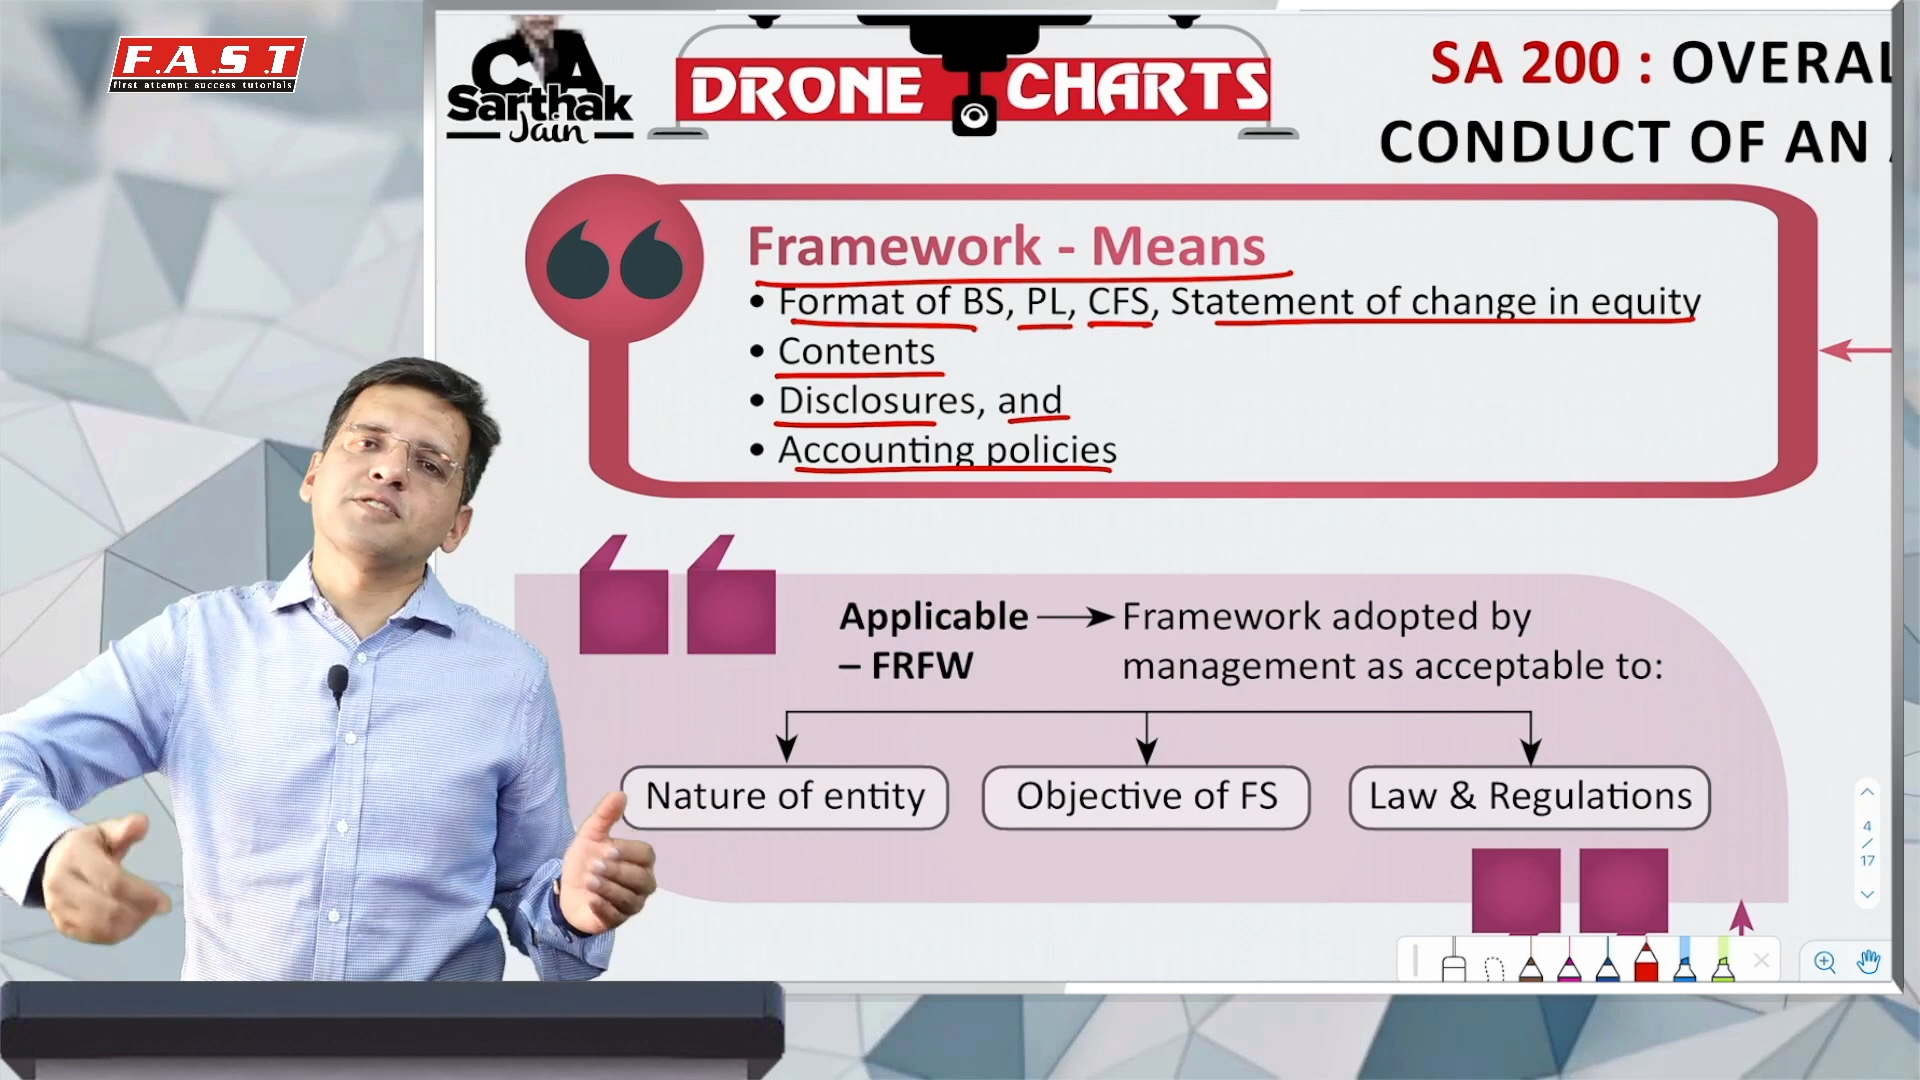 F.A.S.T
first attempt success tutorials
CA
Sarthak
Jain
DRONE CHARTS
SA 200 : OVERAL
CONDUCT OF AN
Framework - Means
• Format of BS, PL, CFS, Statement of change in equity
• Contents
• Disclosures, and
• Accounting policies
Applicable → Framework adopted by
– FRFW management as acceptable to:
Nature of entity
Objective of FS
Law & Regulations
4
/
17